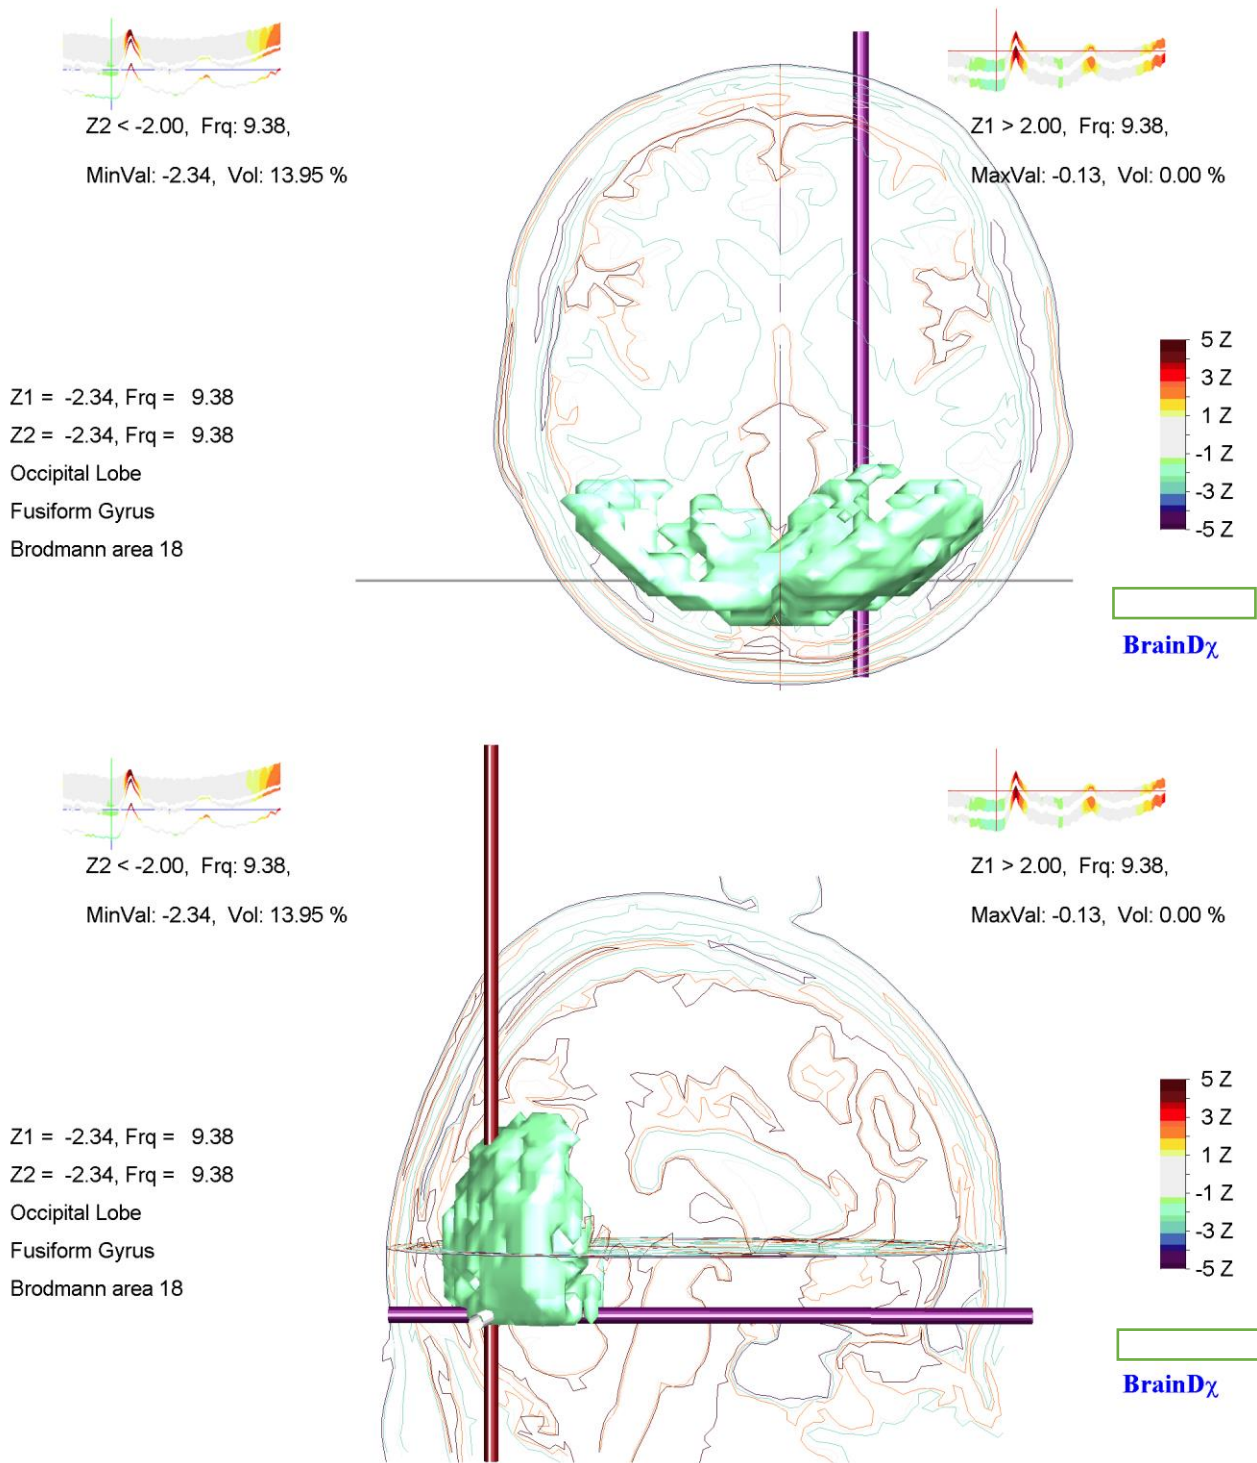 Z2 < -2.00, Frq: 9.38,
MinVal: -2.34, Vol: 13.95 %
Z1 > 2.00, Frq: 9.38,
MaxVal: -0.13, Vol: 0.00 %
Z1 = -2.34, Frq = 9.38
Z2 = -2.34, Frq = 9.38
Occipital Lobe
Fusiform Gyrus
Brodmann area 18
5 Z
3 Z
1 Z
-1 Z
-3 Z
-5 Z
BrainDχ
Z2 < -2.00, Frq: 9.38,
MinVal: -2.34, Vol: 13.95 %
Z1 > 2.00, Frq: 9.38,
MaxVal: -0.13, Vol: 0.00 %
Z1 = -2.34, Frq = 9.38
Z2 = -2.34, Frq = 9.38
Occipital Lobe
Fusiform Gyrus
Brodmann area 18
5 Z
3 Z
1 Z
-1 Z
-3 Z
-5 Z
BrainDχ